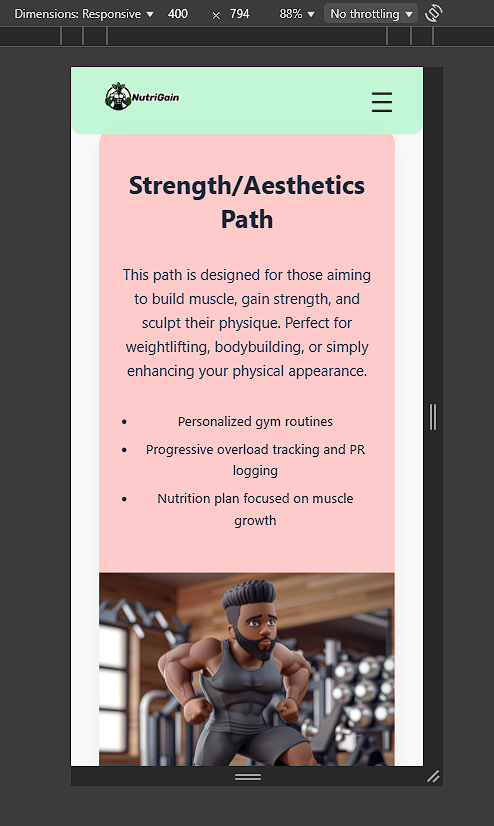 Dimensions: Responsive 400 × 794 88% No throttling
NutriGain
Strength/Aesthetics
Path
This path is designed for those aiming
to build muscle, gain strength, and
sculpt their physique. Perfect for
weightlifting, bodybuilding, or simply
enhancing your physical appearance.
• Personalized gym routines
• Progressive overload tracking and PR
logging
• Nutrition plan focused on muscle
growth